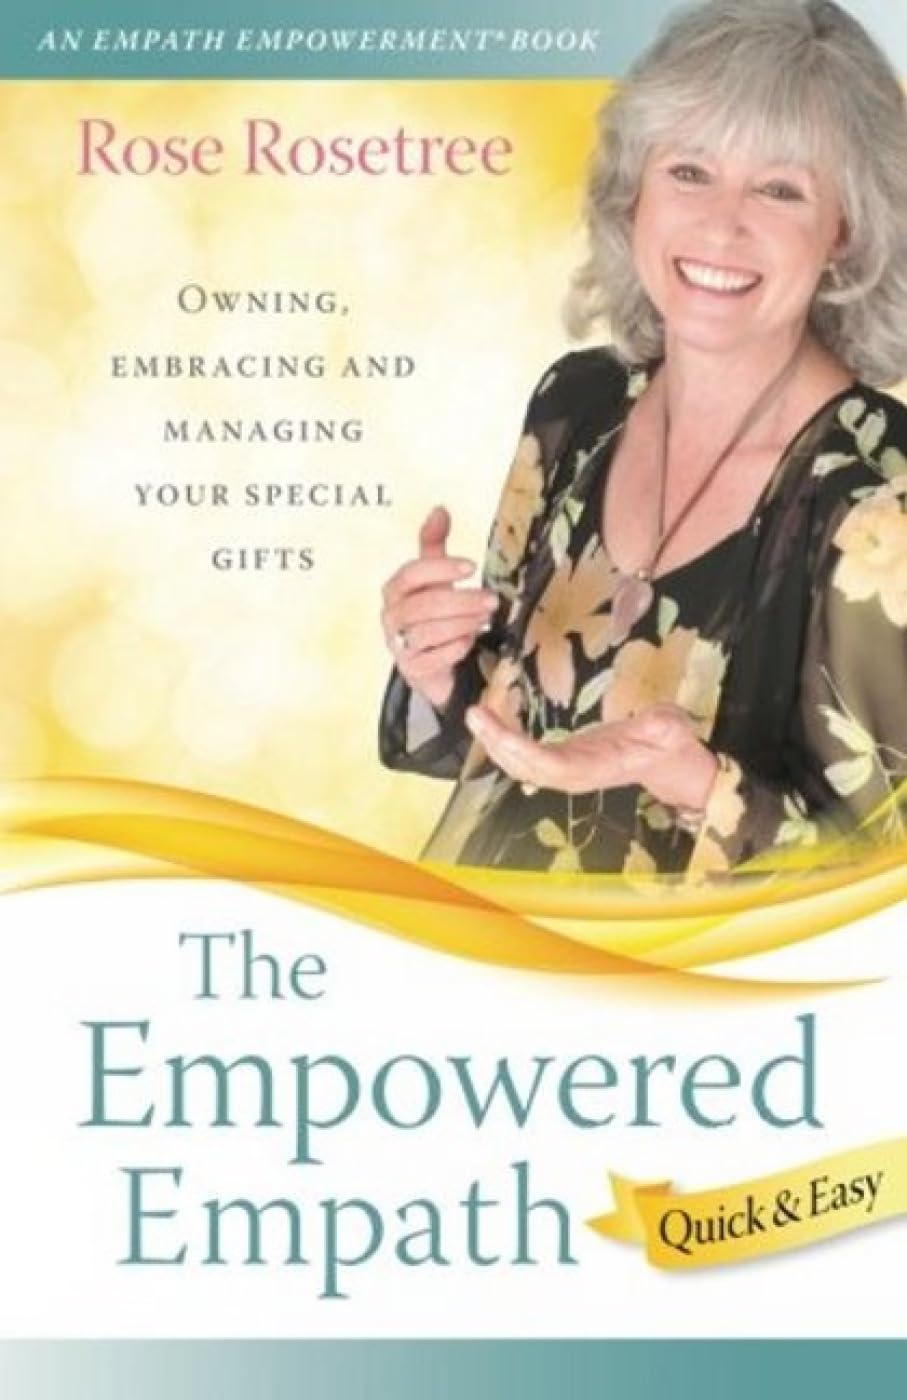 AN EMPATH EMPOWERMENT® BOOK
Rose Rosetree
OWNING,
EMBRACING AND
MANAGING
YOUR SPECIAL
GIFTS
The
Empowered
Empath
Quick & Easy